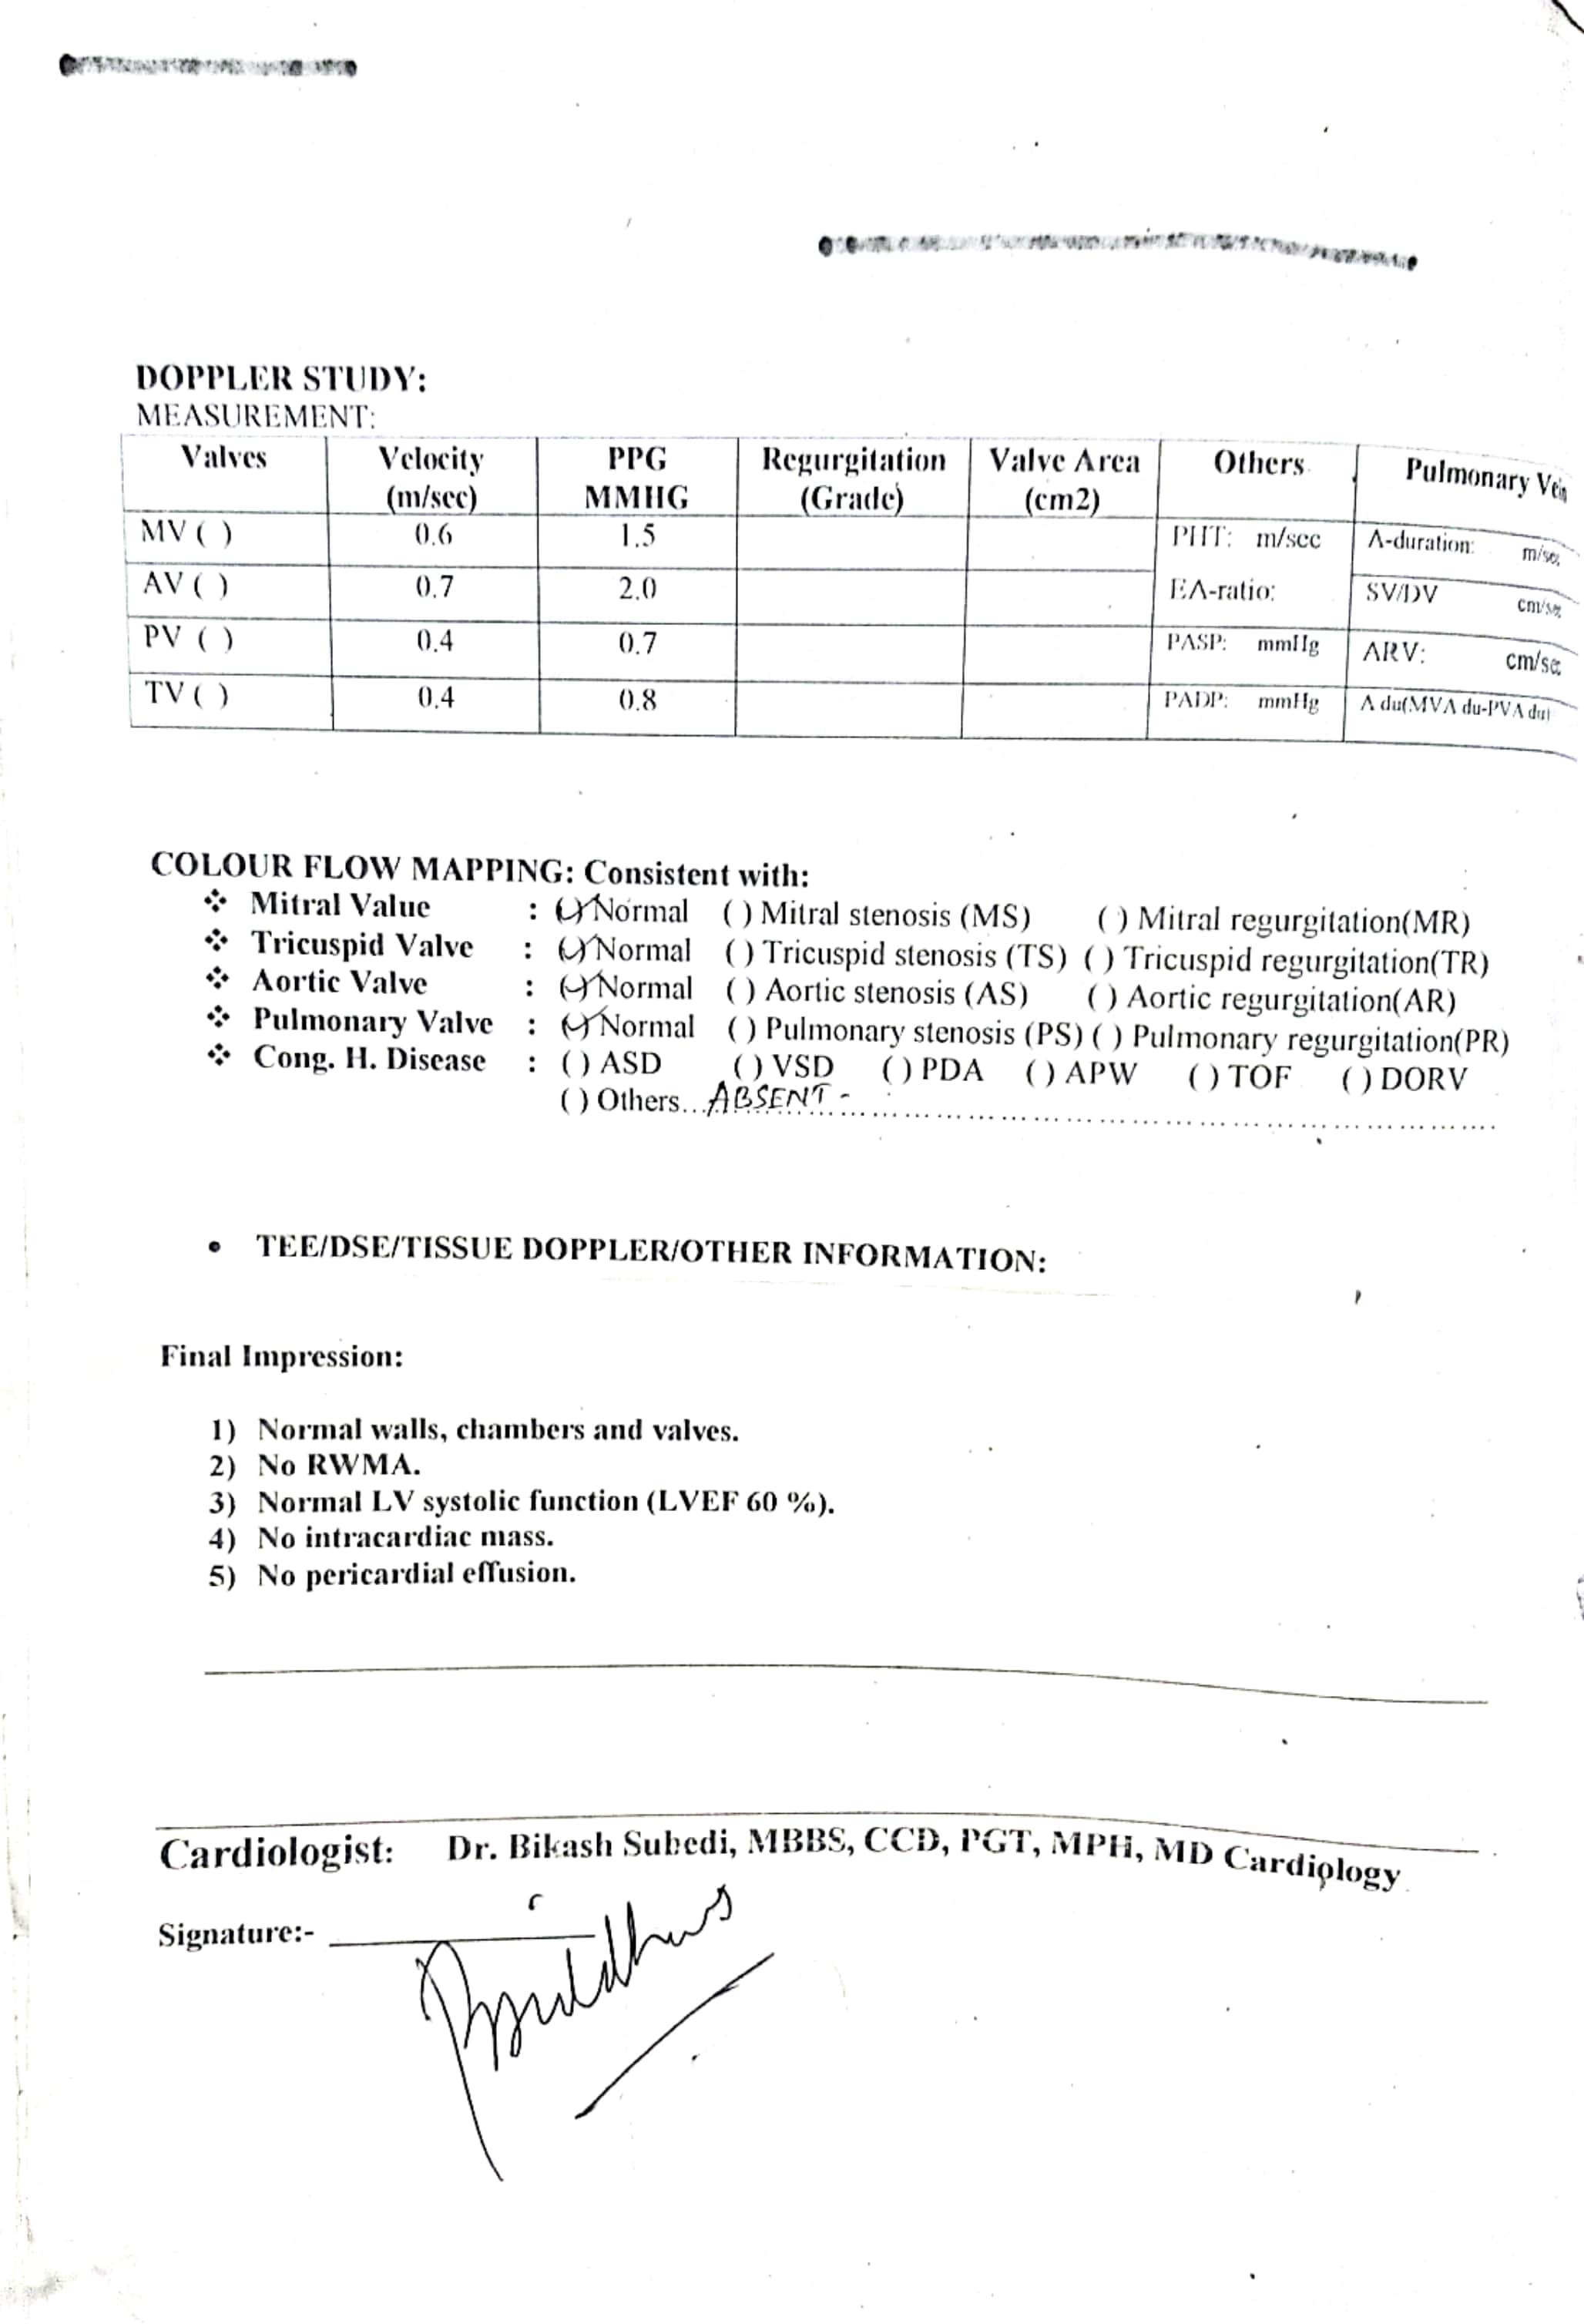 DOPPLER STUDY:
MEASUREMENT:
Valves Velocity (m/sec) PPG MMHG Regurgitation (Grade) Valve Area (cm2) Others Pulmonary Vein
MV ( ) 0.6 1.5 PHT: m/sec A-duration: m/sec
AV ( ) 0.7 2.0 EA-ratio: SV/DV cm/sec
PV ( ) 0.4 0.7 PASP: mmHg ARV: cm/sec
TV ( ) 0.4 0.8 PADP: mmHg A du(MVA du-PVA du)
COLOUR FLOW MAPPING: Consistent with:
❖ Mitral Value : (✓) Normal ( ) Mitral stenosis (MS) ( ) Mitral regurgitation(MR)
❖ Tricuspid Valve : (✓) Normal ( ) Tricuspid stenosis (TS) ( ) Tricuspid regurgitation(TR)
❖ Aortic Valve : (✓) Normal ( ) Aortic stenosis (AS) ( ) Aortic regurgitation(AR)
❖ Pulmonary Valve : (✓) Normal ( ) Pulmonary stenosis (PS) ( ) Pulmonary regurgitation(PR)
❖ Cong. H. Disease : ( ) ASD ( ) VSD ( ) PDA ( ) APW ( ) TOF ( ) DORV
( ) Others... ABSENT -
• TEE/DSE/TISSUE DOPPLER/OTHER INFORMATION:
Final Impression:
1) Normal walls, chambers and valves.
2) No RWMA.
3) Normal LV systolic function (LVEF 60 %).
4) No intracardiac mass.
5) No pericardial effusion.
Cardiologist: Dr. Bikash Subedi, MBBS, CCD, PGT, MPH, MD Cardiology
Signature:-